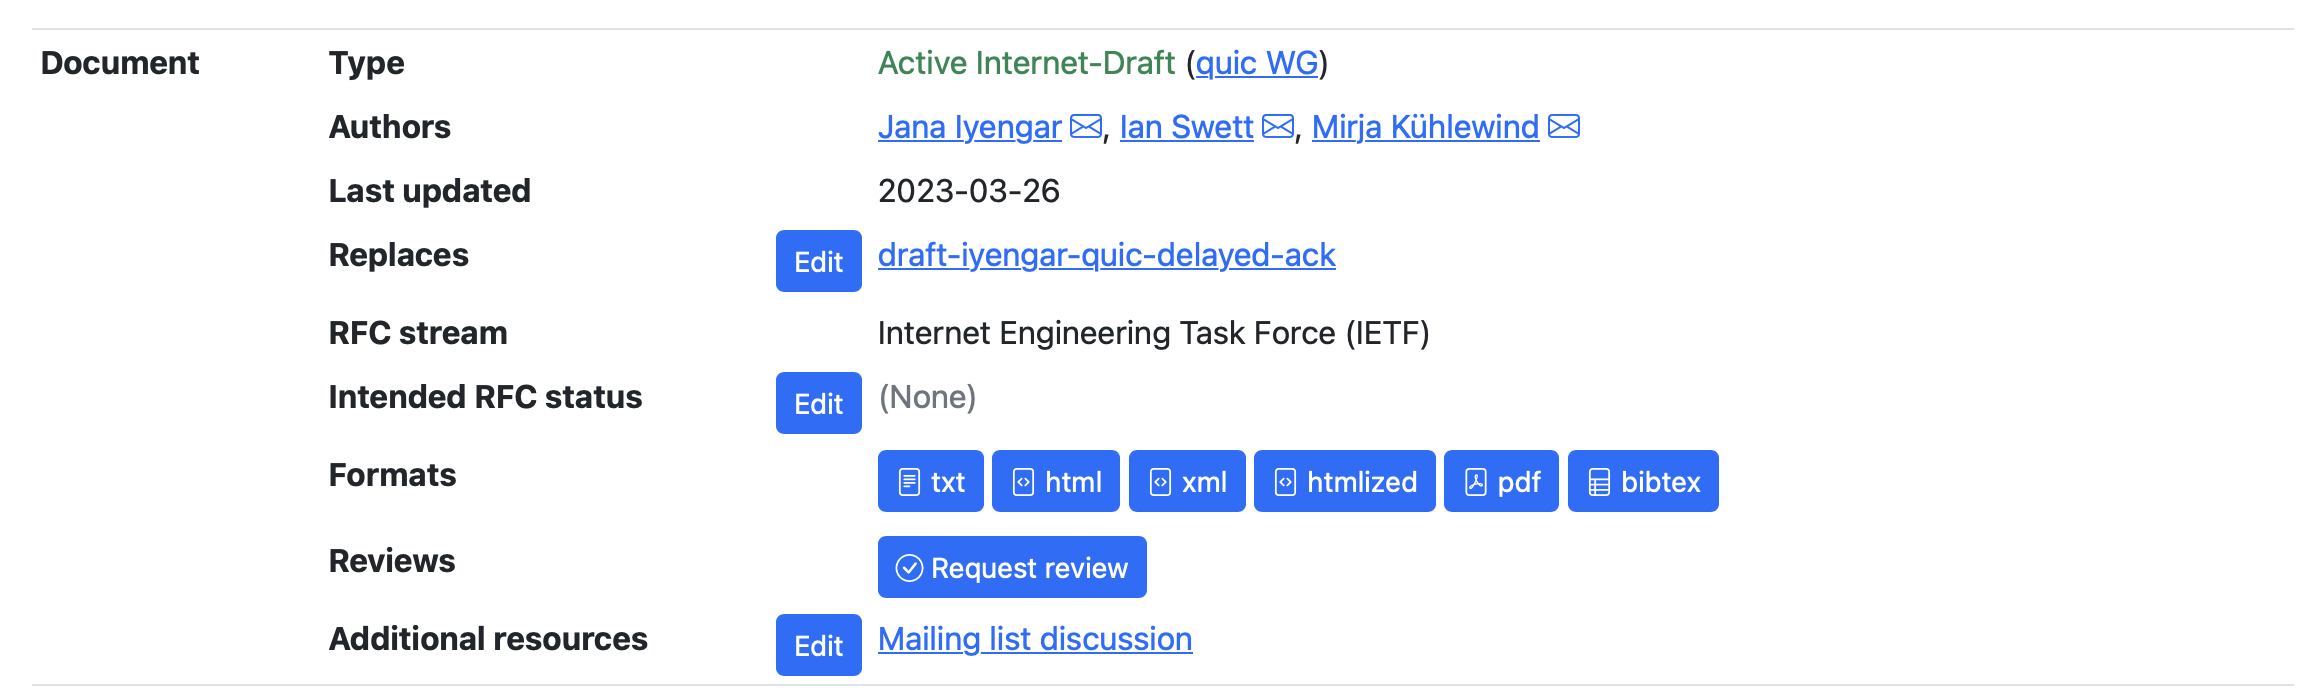 Document Type Active Internet-Draft (quic WG)
Authors Jana Iyengar, Ian Swett, Mirja Kühlewind
Last updated 2023-03-26
Replaces Edit draft-iyengar-quic-delayed-ack
RFC stream Internet Engineering Task Force (IETF)
Intended RFC status Edit (None)
Formats txt html xml htmlized pdf bibtex
Reviews Request review
Additional resources Edit Mailing list discussion